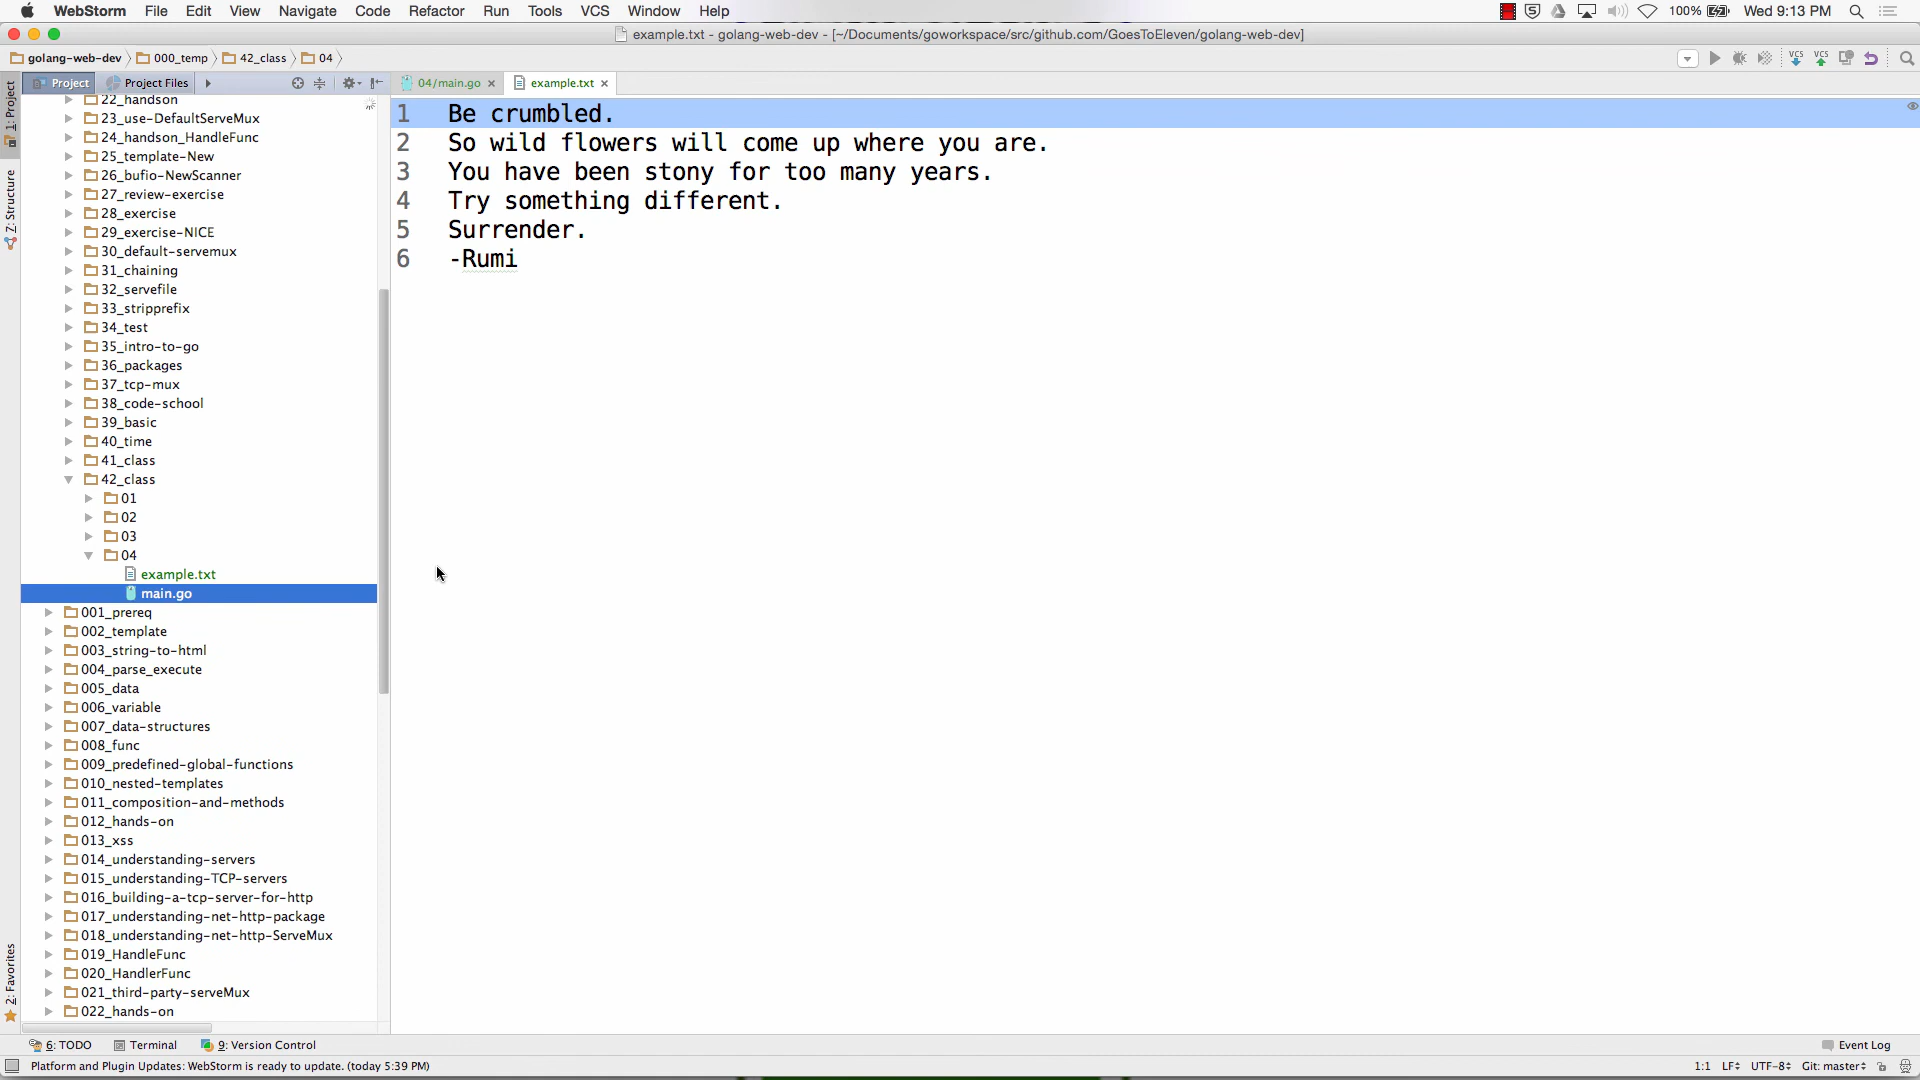 WebStorm File Edit View Navigate Code Refactor Run Tools VCS Window Help 100% Wed 9:13 PM
example.txt - golang-web-dev - [~/Documents/goworkspace/src/github.com/GoesToEleven/golang-web-dev]
golang-web-dev 000_temp 42_class 04
Project Project Files
04/main.go example.txt
1: Project
Z: Structure
2: Favorites
22_handson
23_use-DefaultServeMux
24_handson_HandleFunc
25_template-New
26_bufio-NewScanner
27_review-exercise
28_exercise
29_exercise-NICE
30_default-servemux
31_chaining
32_servefile
33_stripprefix
34_test
35_intro-to-go
36_packages
37_tcp-mux
38_code-school
39_basic
40_time
41_class
42_class
01
02
03
04
example.txt
main.go
001_prereq
002_template
003_string-to-html
004_parse_execute
005_data
006_variable
007_data-structures
008_func
009_predefined-global-functions
010_nested-templates
011_composition-and-methods
012_hands-on
013_xss
014_understanding-servers
015_understanding-TCP-servers
016_building-a-tcp-server-for-http
017_understanding-net-http-package
018_understanding-net-http-ServeMux
019_HandleFunc
020_HandlerFunc
021_third-party-serveMux
022_hands-on
1 Be crumbled.
2 So wild flowers will come up where you are.
3 You have been stony for too many years.
4 Try something different.
5 Surrender.
6 -Rumi
6: TODO Terminal 9: Version Control Event Log
Platform and Plugin Updates: WebStorm is ready to update. (today 5:39 PM) 1:1 LF UTF-8 Git: master